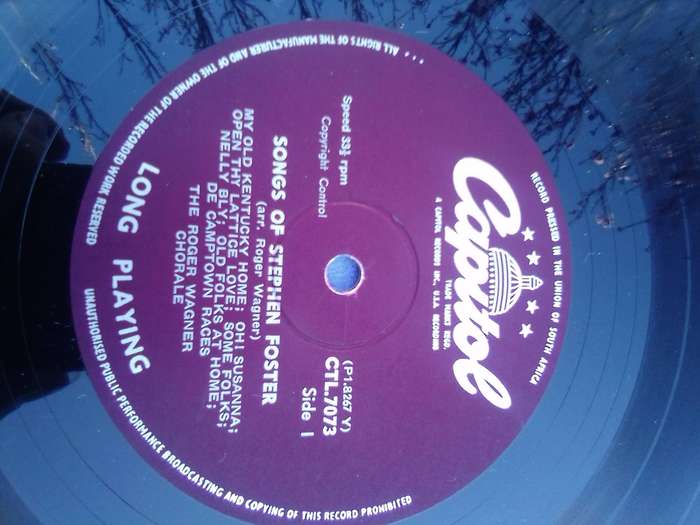 RECORD PRESSED IN THE UNION OF SOUTH AFRICA
Capitol
TRADE MARKS REGD.
A CAPITOL RECORDS INC., U.S.A. RECORDING
Speed 33⅓ rpm
Copyright Control
(P1.8267 Y)
CTL.7073
Side 1
SONGS OF STEPHEN FOSTER
(arr. Roger Wagner)
MY OLD KENTUCKY HOME; OH! SUSANNA;
OPEN THY LATTICE LOVE; SOME FOLKS;
NELLY BLY; OLD FOLKS AT HOME;
DE CAMPTOWN RACES
THE ROGER WAGNER
CHORALE
LONG PLAYING
ALL RIGHTS OF THE MANUFACTURER AND OF THE OWNER OF THE RECORDED WORK RESERVED
UNAUTHORISED PUBLIC PERFORMANCE BROADCASTING AND COPYING OF THIS RECORD PROHIBITED